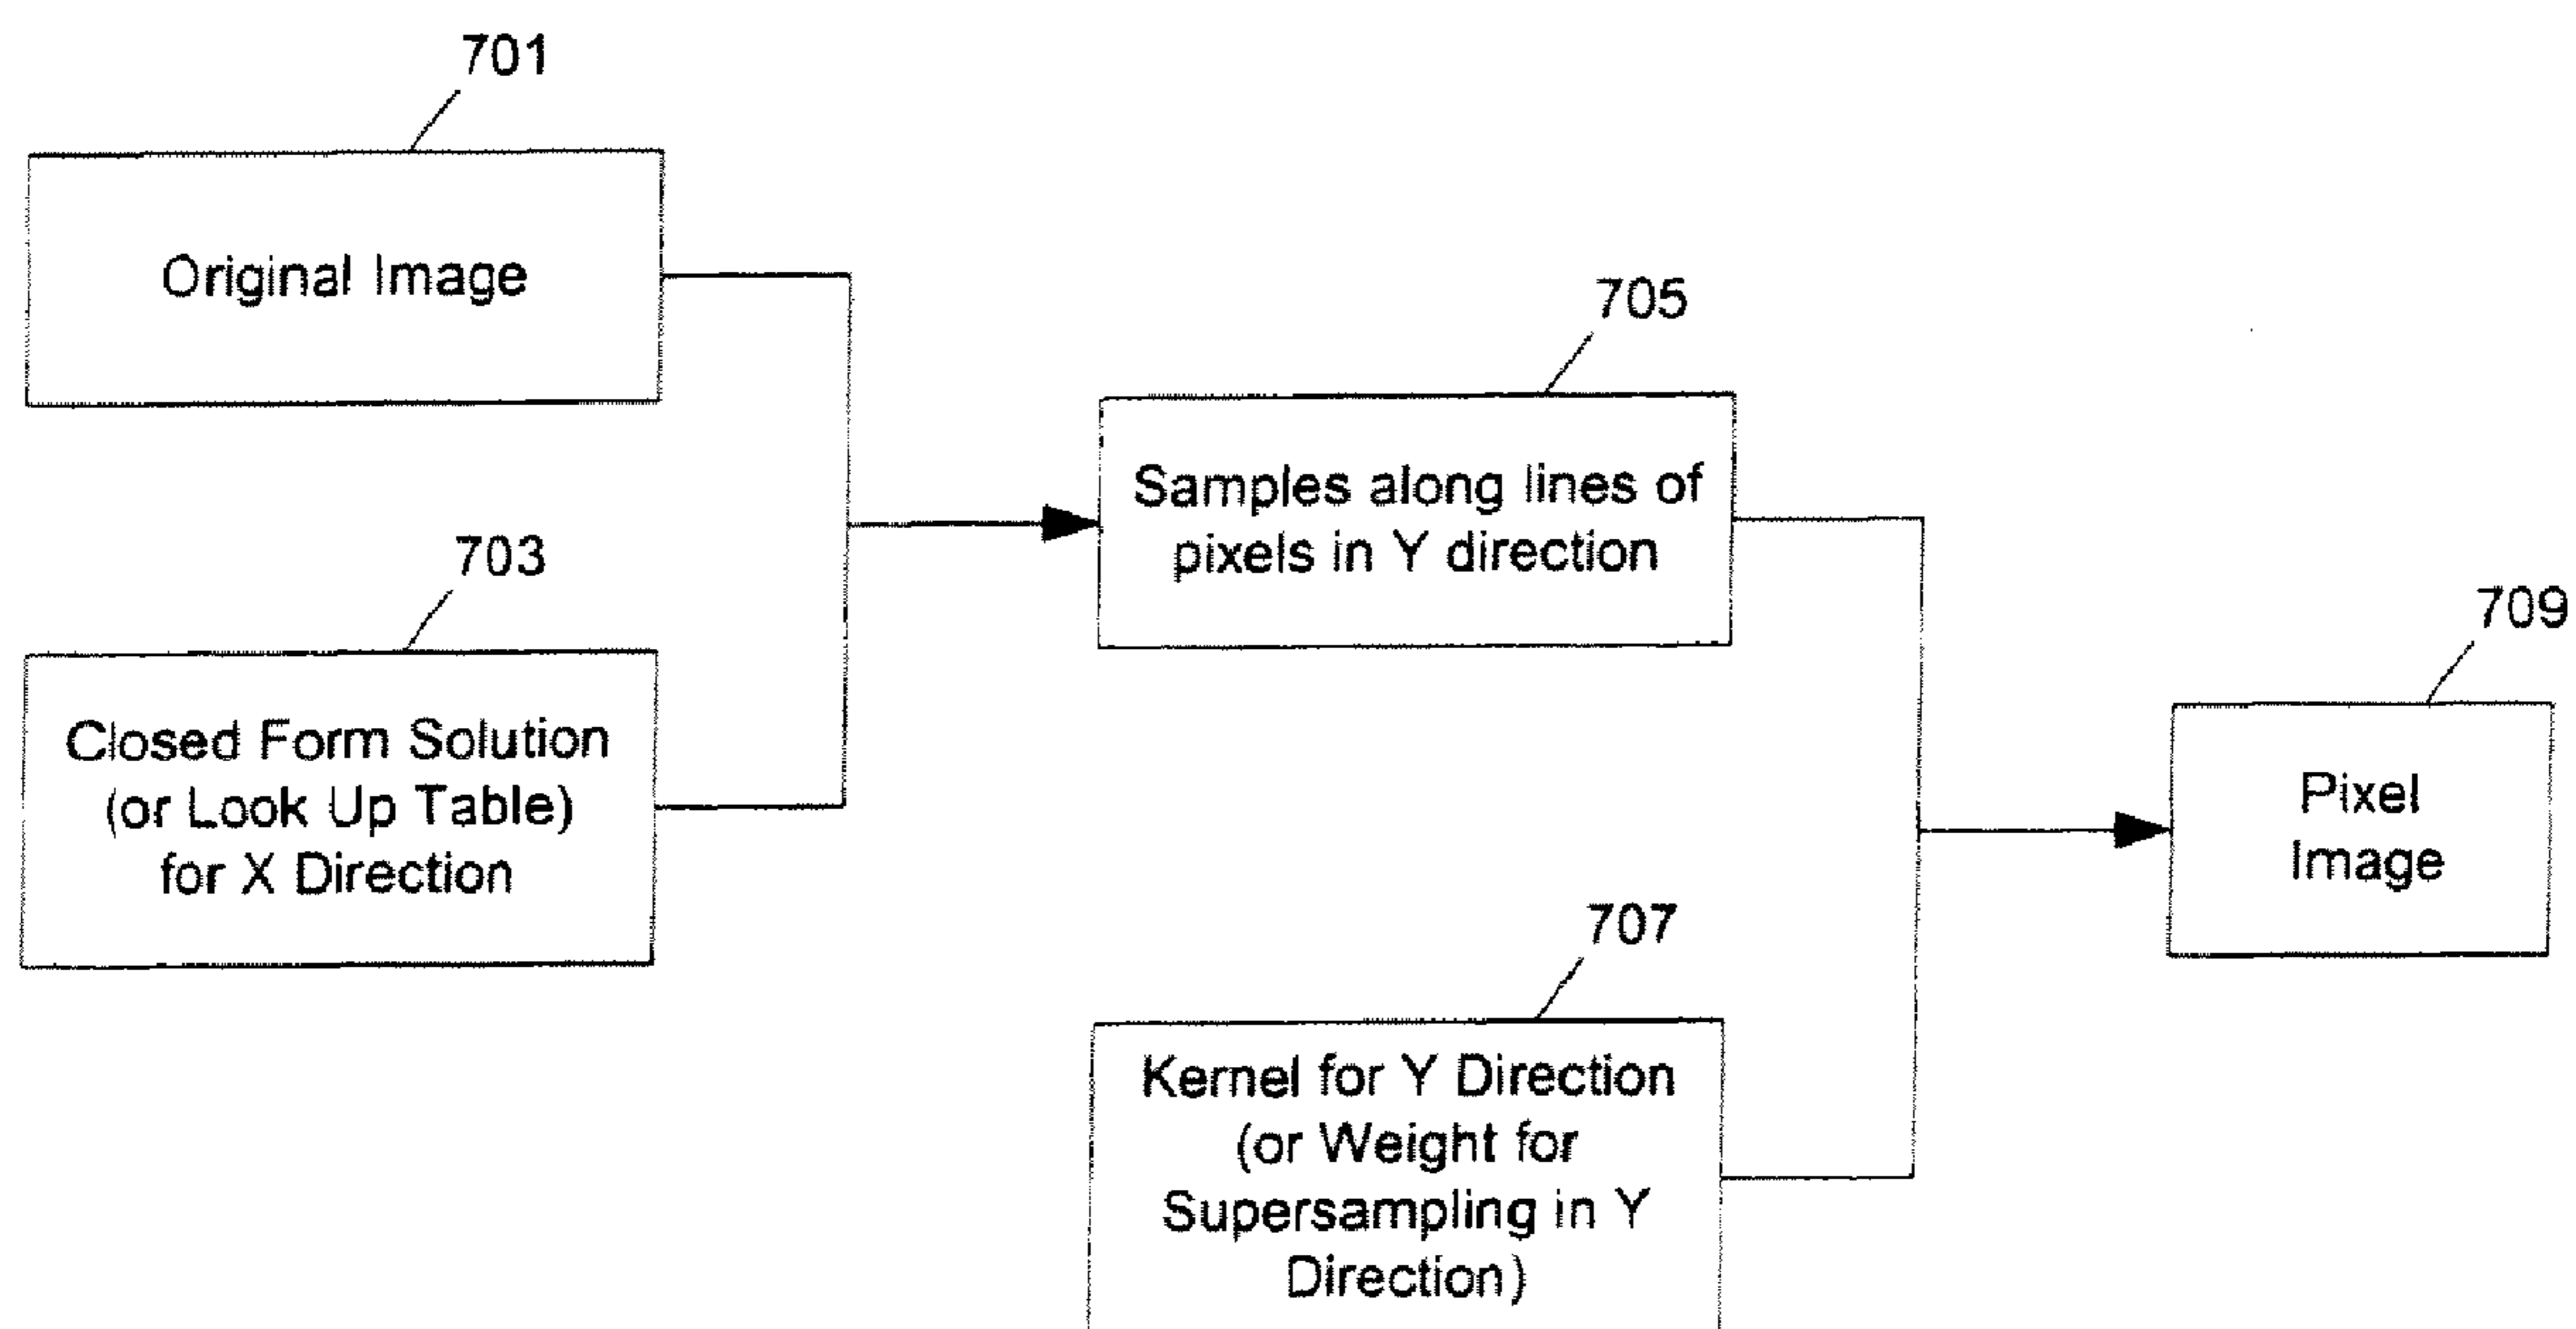 701
Original Image
703
Closed Form Solution
(or Look Up Table)
for X Direction
705
Samples along lines of
pixels in Y direction
707
Kernel for Y Direction
(or Weight for
Supersampling in Y
Direction)
709
Pixel
Image